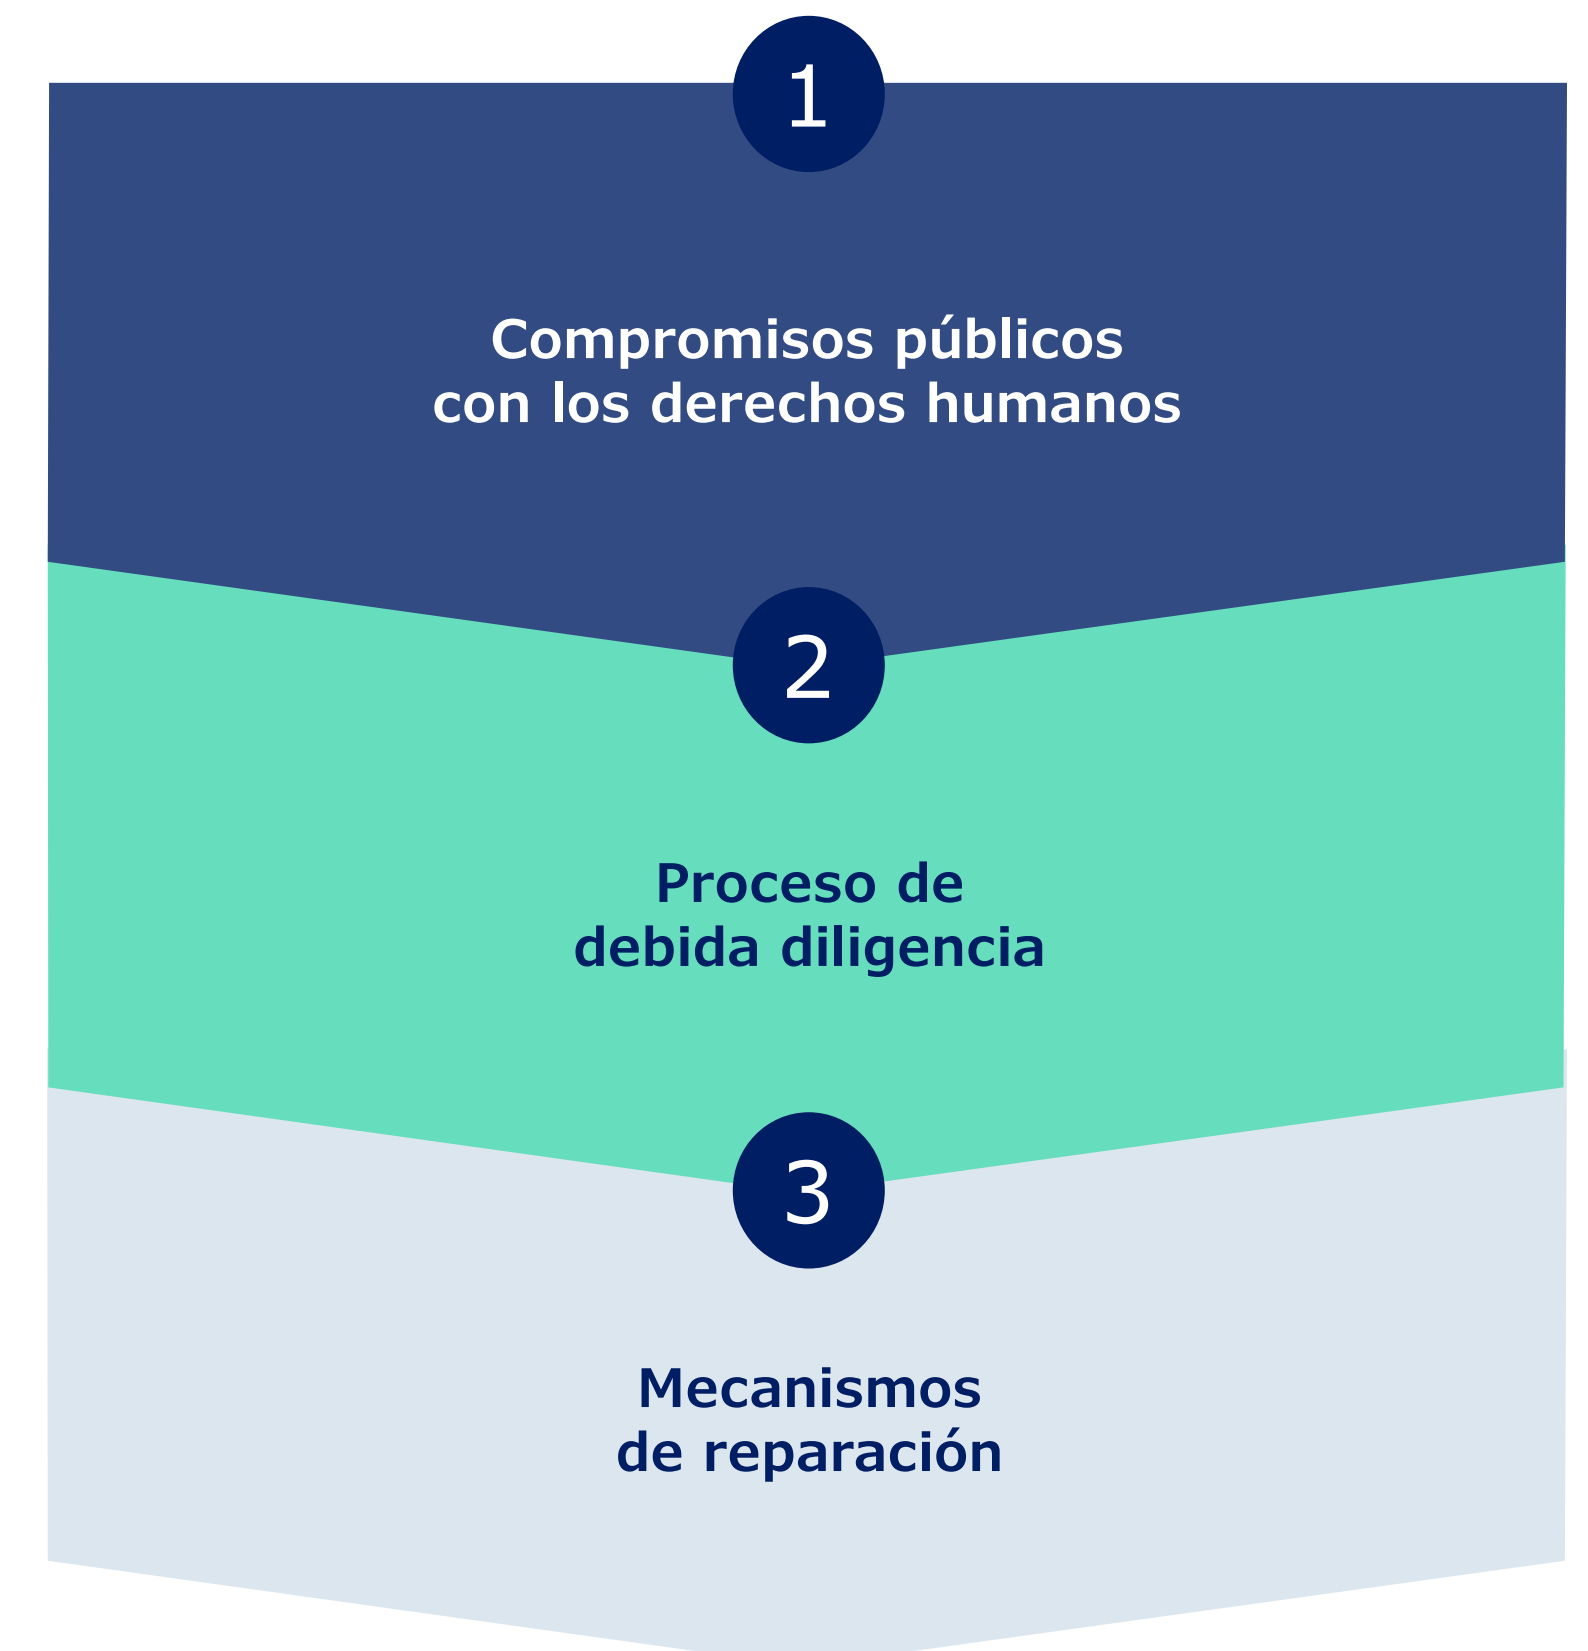 1
Compromisos públicos
con los derechos humanos
2
Proceso de
debida diligencia
3
Mecanismos
de reparación